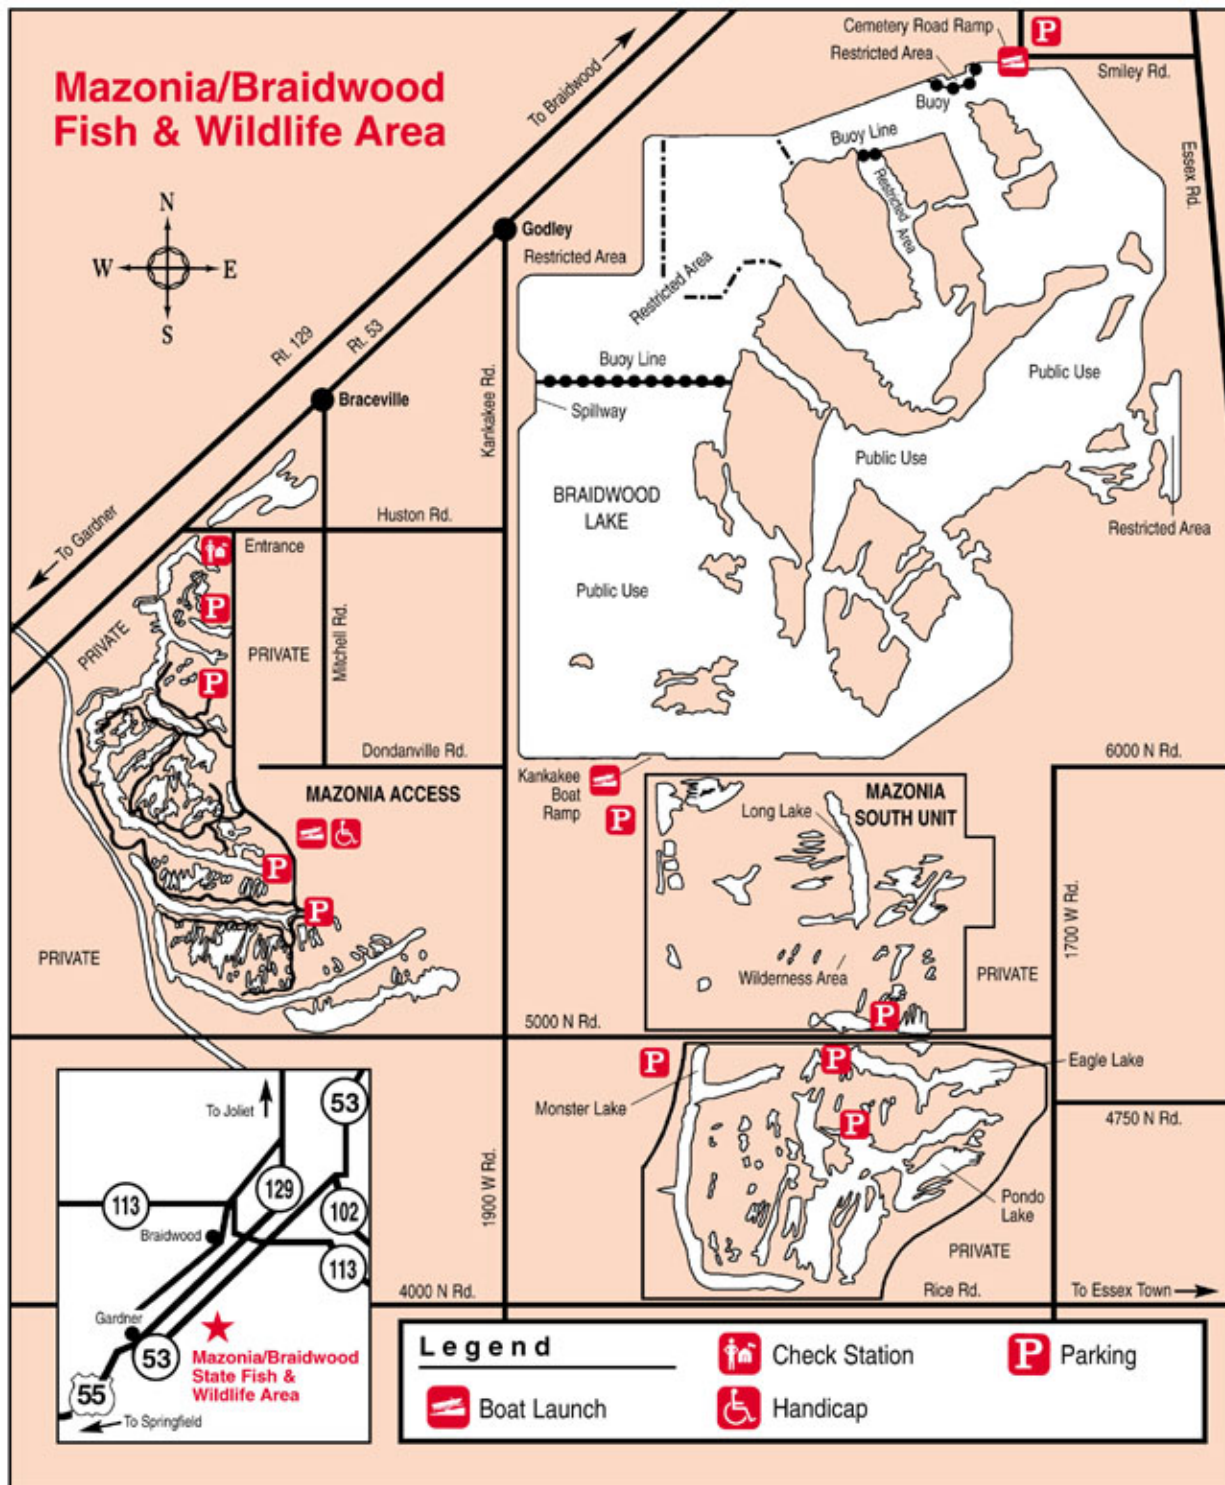 Mazonia/Braidwood
Fish & Wildlife Area
N
W
E
S
To Braidwood
Cemetery Road Ramp
P
Restricted Area
Smiley Rd.
Buoy
Buoy Line
Restricted Area
Essex Rd.
Godley
Restricted Area
Restricted Area
Rt. 129
Rt. 53
Kankakee Rd.
Buoy Line
Spillway
Public Use
Braceville
Public Use
BRAIDWOOD
LAKE
Public Use
Restricted Area
To Gardner
Huston Rd.
Entrance
P
PRIVATE
PRIVATE
Mitchell Rd.
P
Dondanville Rd.
6000 N Rd.
MAZONIA ACCESS
Kankakee
Boat
Ramp
P
Long Lake
MAZONIA
SOUTH UNIT
P
P
1700 W Rd.
PRIVATE
Wilderness Area
PRIVATE
P
5000 N Rd.
P
P
Eagle Lake
Monster Lake
P
4750 N Rd.
1900 W Rd.
Pondo
Lake
PRIVATE
4000 N Rd.
Rice Rd.
To Essex Town
To Joliet
53
113
129
102
Braidwood
113
Gardner
53
Mazonia/Braidwood
State Fish &
Wildlife Area
55
To Springfield
Legend
Check Station
P Parking
Boat Launch
Handicap